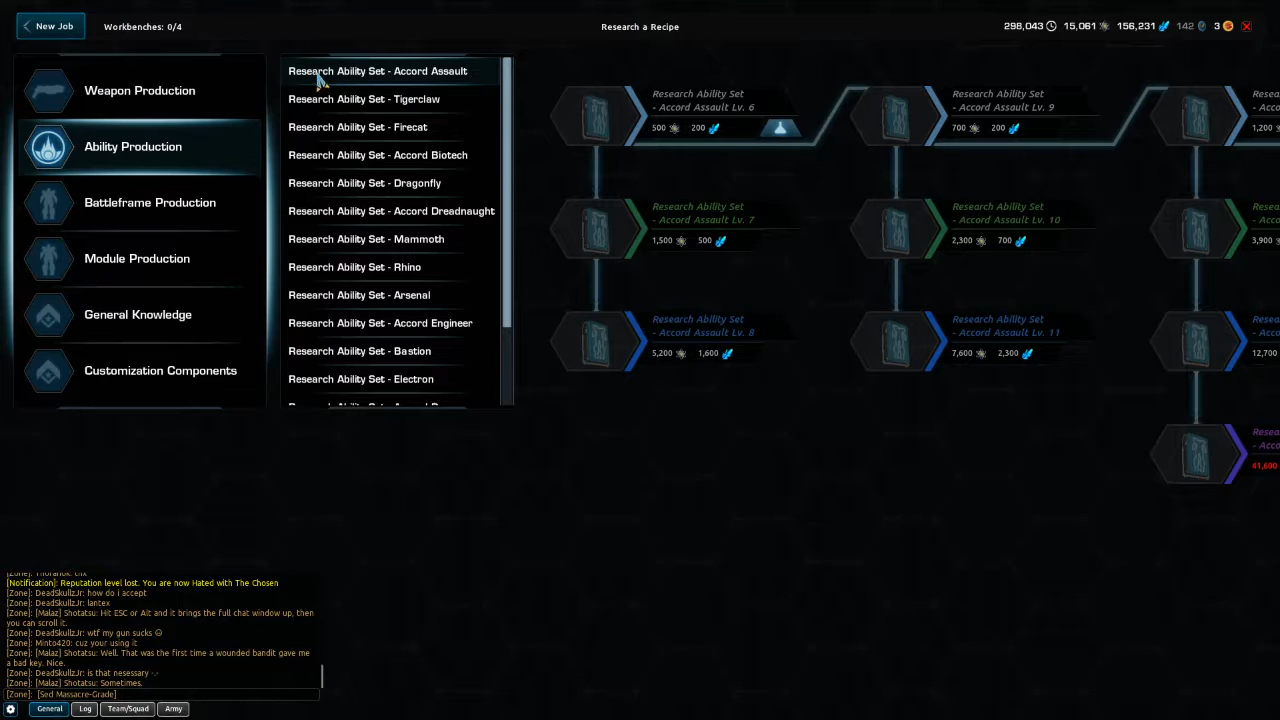 New Job
Workbenches: 0/4
Research a Recipe
298,043
15,061
156,231
142
3
Weapon Production
Ability Production
Battleframe Production
Module Production
General Knowledge
Customization Components
Research Ability Set - Accord Assault
Research Ability Set - Tigerclaw
Research Ability Set - Firecat
Research Ability Set - Accord Biotech
Research Ability Set - Dragonfly
Research Ability Set - Accord Dreadnaught
Research Ability Set - Mammoth
Research Ability Set - Rhino
Research Ability Set - Arsenal
Research Ability Set - Accord Engineer
Research Ability Set - Bastion
Research Ability Set - Electron
Research Ability Set
- Accord Assault Lv. 6
500 200
Research Ability Set
- Accord Assault Lv. 9
700 200
Resear
- Accor
1,200
Research Ability Set
- Accord Assault Lv. 7
1,500 500
Research Ability Set
- Accord Assault Lv. 10
2,300 700
Resea
- Acco
3,900
Research Ability Set
- Accord Assault Lv. 8
5,200 1,600
Research Ability Set
- Accord Assault Lv. 11
7,600 2,300
Resea
- Acco
12,700
Resea
- Acco
41,600
[Zone]: Thoranok: thx
[Notification]: Reputation level lost. You are now Hated with The Chosen
[Zone]: DeadSkullzJr: how do i accept
[Zone]: DeadSkullzJr: lantex
[Zone]: [Malaz] Shotatsu: Hit ESC or Alt and it brings the full chat window up, then
you can scroll it.
[Zone]: DeadSkullzJr: wtf my gun sucks ☹
[Zone]: Minto420: cuz your using it
[Zone]: [Malaz] Shotatsu: Well. That was the first time a wounded bandit gave me
a bad key. Nice.
[Zone]: DeadSkullzJr: is that nesessary -.-
[Zone]: [Malaz] Shotatsu: Sometimes.
[Zone]: [Sed Massacre-Grade]
General
Log
Team/Squad
Army